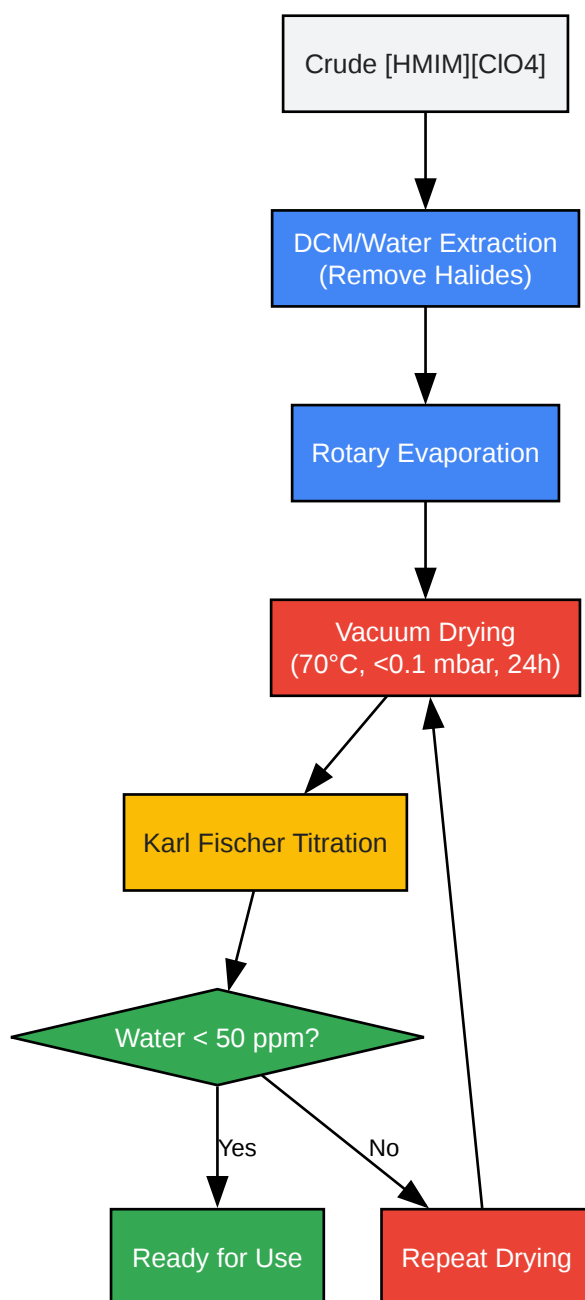 Crude [HMIM][ClO4]
DCM/Water Extraction
(Remove Halides)
Rotary Evaporation
Vacuum Drying
(70°C, <0.1 mbar, 24h)
Karl Fischer Titration
Water < 50 ppm?
Yes
No
Ready for Use
Repeat Drying